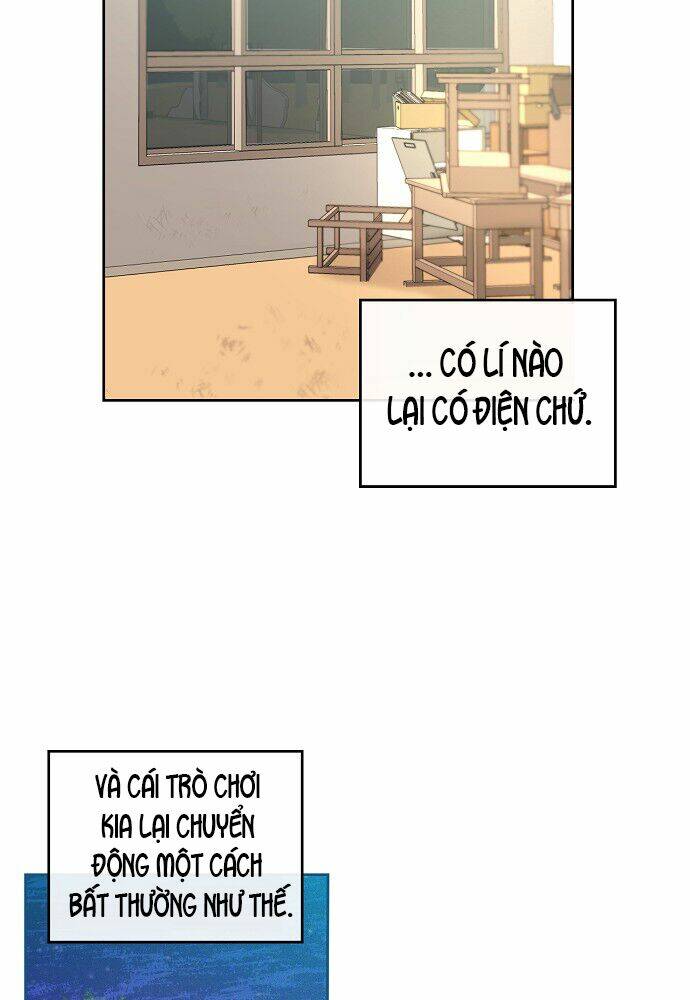 ... CÓ LÍ NÀO
LẠI CÓ ĐIỆN CHỨ.
VÀ CÁI TRÒ CHƠI
KIA LẠI CHUYỂN
ĐỘNG MỘT CÁCH
BẤT THƯỜNG NHƯ THẾ.